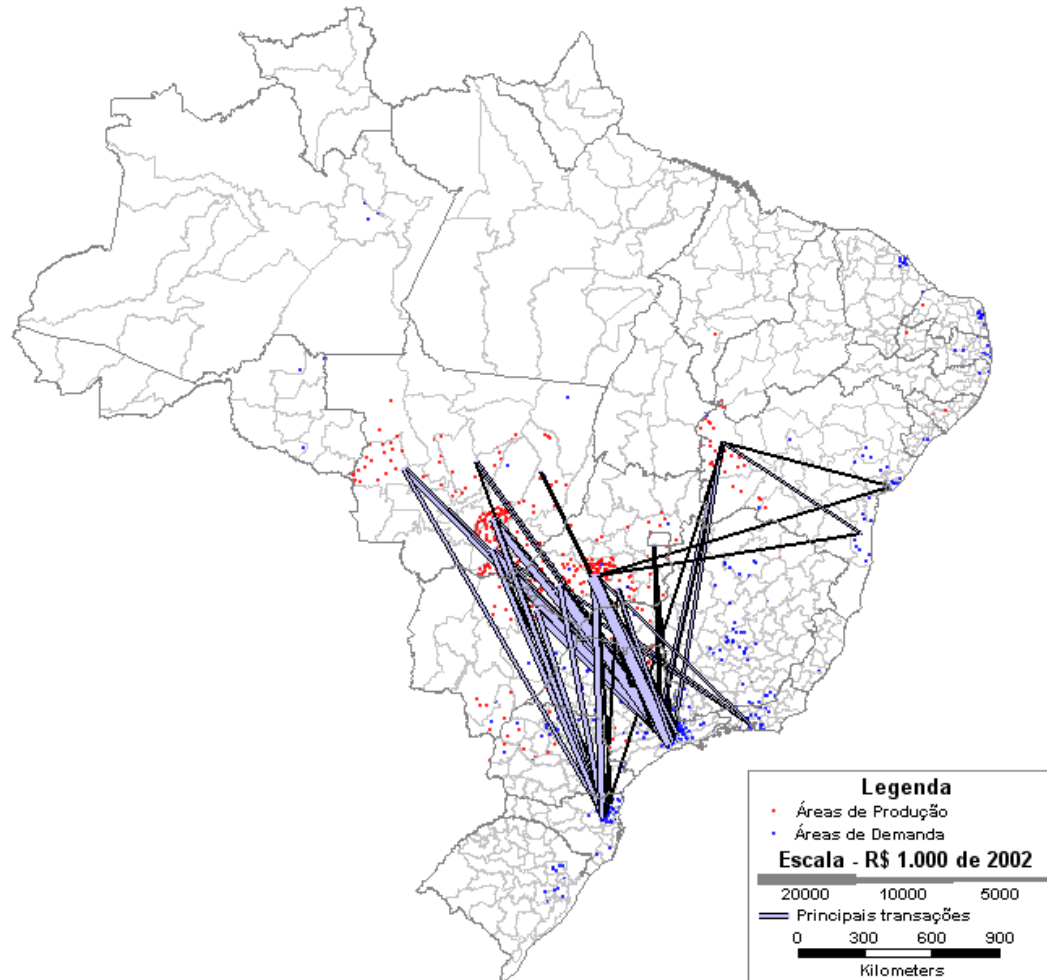 Legenda
Áreas de Produção
Áreas de Demanda
Escala - R$ 1.000 de 2002
20000 10000 5000
Principais transações
0 300 600 900
Kilometers